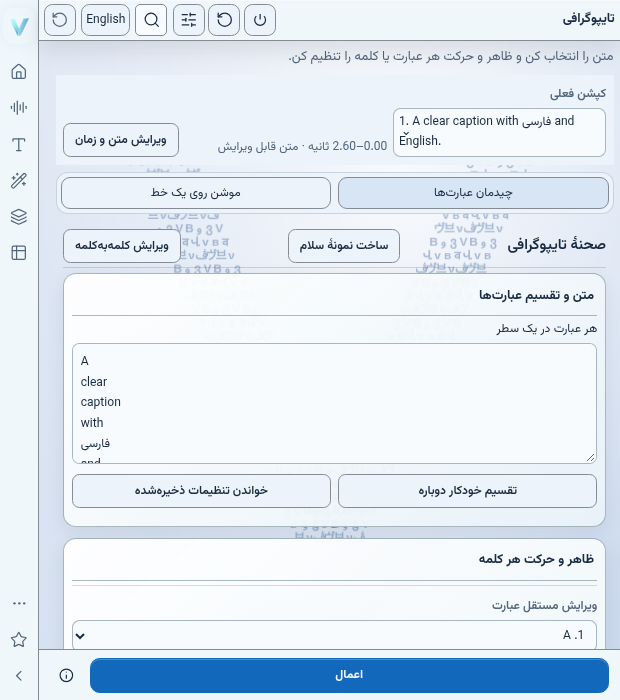 تایپوگرافی
English
متن را انتخاب کن و ظاهر و حرکت هر عبارت یا کلمه را تنظیم کن.
کپشن فعلی
1. A clear caption with فارسی and
English.
0.00–2.60 ثانیه · متن قابل ویرایش
ویرایش متن و زمان
چیدمان عبارت‌ها
موشن روی یک خط
صحنهٔ تایپوگرافی
ساخت نمونهٔ سلام
ویرایش کلمه‌به‌کلمه
متن و تقسیم عبارت‌ها
هر عبارت در یک سطر
A
clear
caption
with
فارسی
and
تقسیم خودکار دوباره
خواندن تنظیمات ذخیره‌شده
ظاهر و حرکت هر کلمه
ویرایش مستقل عبارت
1. A
اعمال